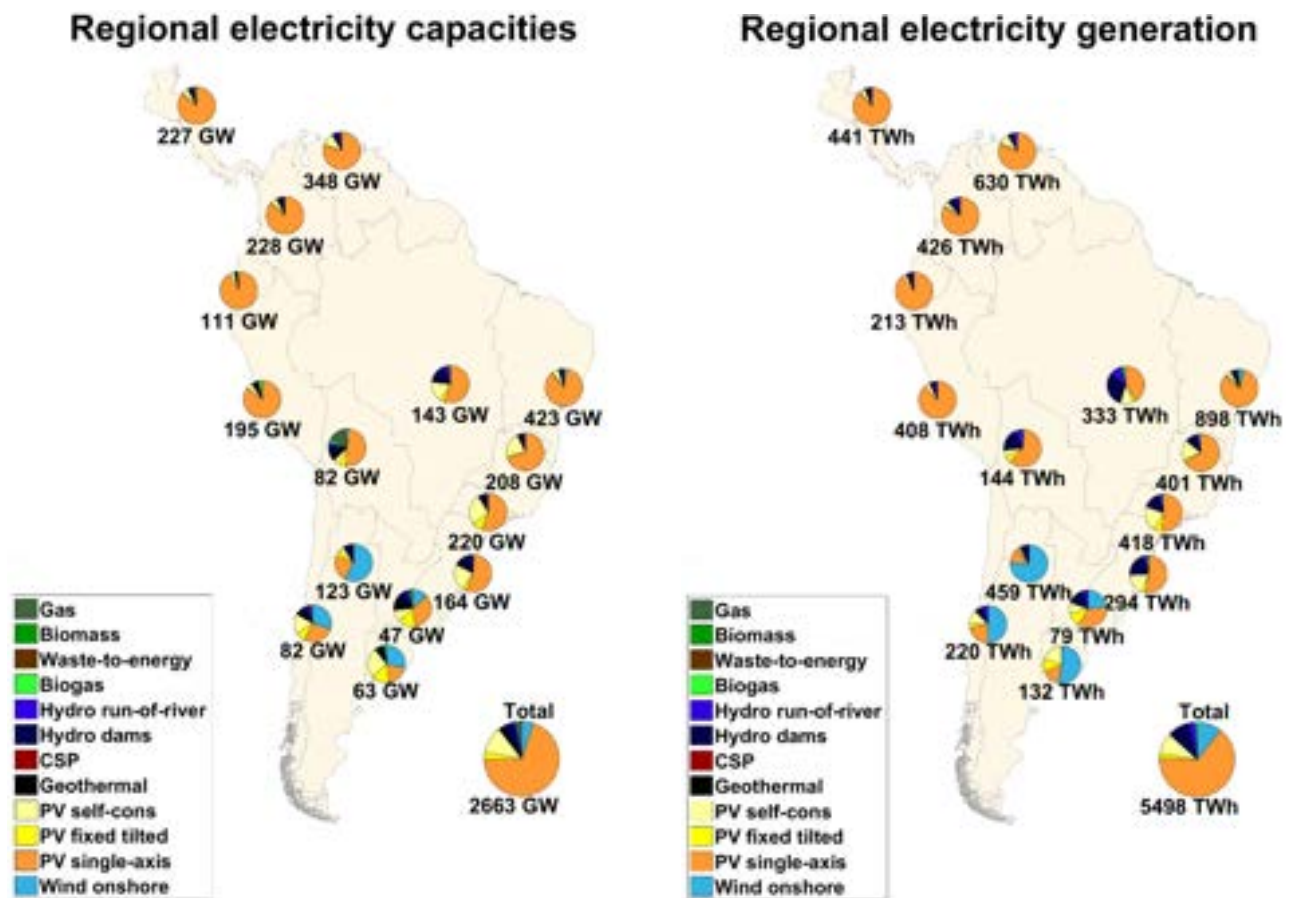 Regional electricity capacities
227 GW
348 GW
228 GW
111 GW
143 GW
423 GW
195 GW
82 GW
208 GW
220 GW
123 GW
164 GW
47 GW
82 GW
63 GW
Total
2663 GW
Gas
Biomass
Waste-to-energy
Biogas
Hydro run-of-river
Hydro dams
CSP
Geothermal
PV self-cons
PV fixed tilted
PV single-axis
Wind onshore
Regional electricity generation
441 TWh
630 TWh
426 TWh
213 TWh
333 TWh
898 TWh
408 TWh
144 TWh
401 TWh
418 TWh
459 TWh
294 TWh
79 TWh
220 TWh
132 TWh
Total
5498 TWh
Gas
Biomass
Waste-to-energy
Biogas
Hydro run-of-river
Hydro dams
CSP
Geothermal
PV self-cons
PV fixed tilted
PV single-axis
Wind onshore